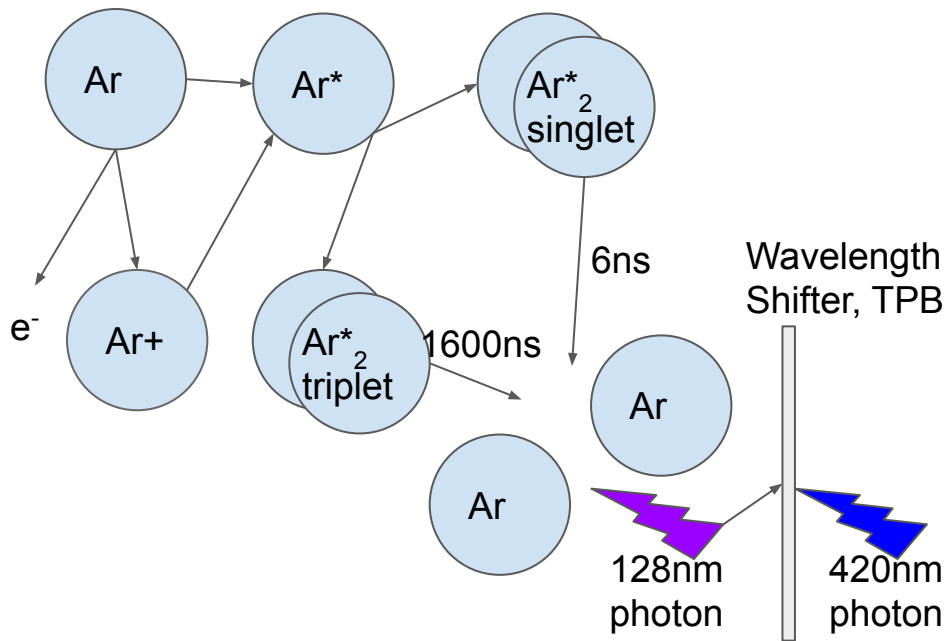 Ar
Ar*
Ar*2
singlet
e-
Ar+
Ar*2
triplet
1600ns
6ns
Wavelength
Shifter, TPB
Ar
Ar
128nm
photon
420nm
photon